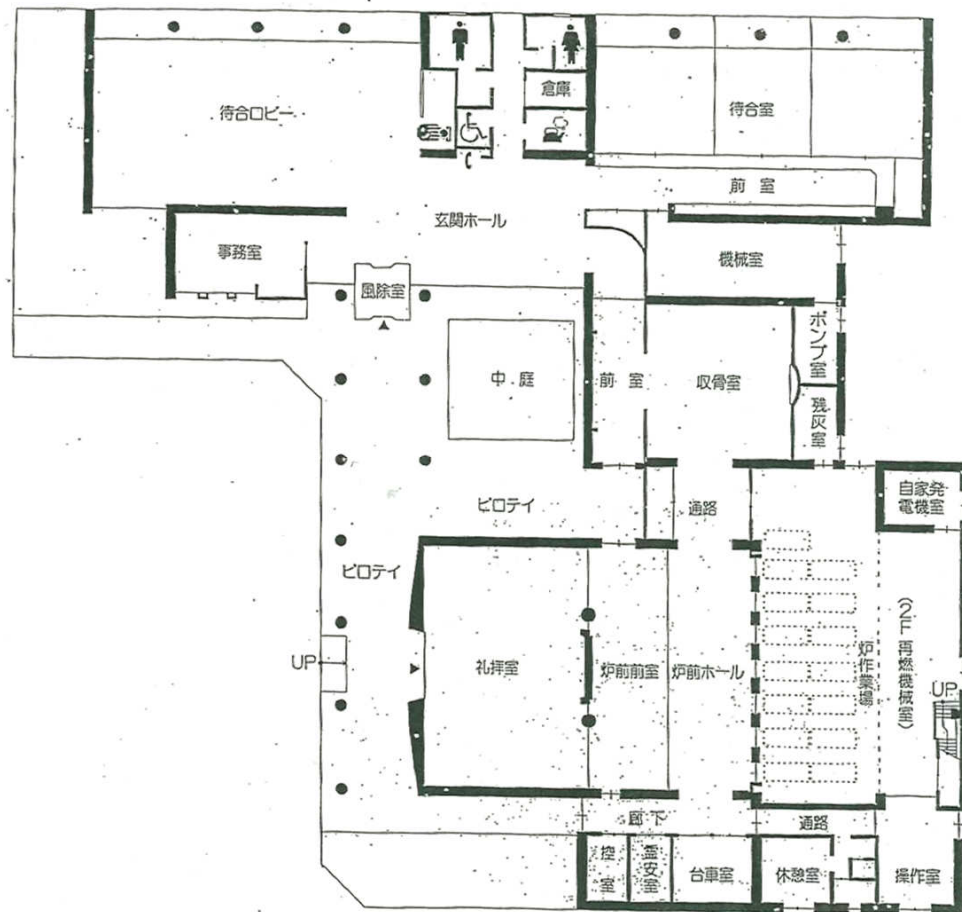 倉庫
待合ロビー
待合室
前室
玄関ホール
事務室
機械室
風除室
ポンプ室
中庭
前室
収骨室
残灰室
自家発
電機室
ピロティ
通路
ピロティ
(2F再燃機械室)
炉作業場
UP
礼拝室
炉前前室
炉前ホール
UP
廊下
通路
控室
霊安室
台車室
休憩室
操作室